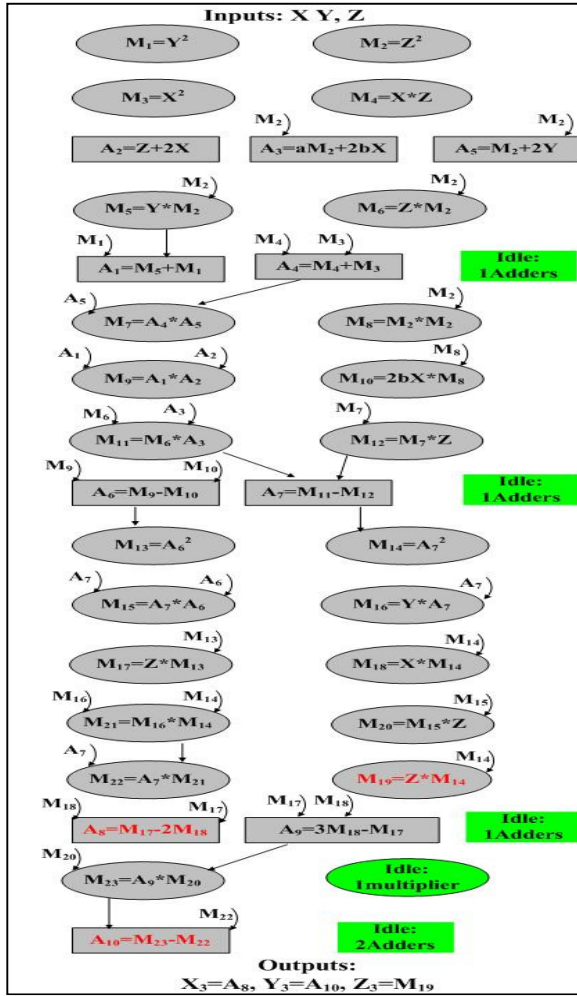 Inputs: X Y, Z
M₁=Y²
M₂=Z²
M₃=X²
M₄=X*Z
M₂
M₂
A₂=Z+2X
A₃=aM₂+2bX
A₅=M₂+2Y
M₂
M₂
M₅=Y*M₂
M₆=Z*M₂
M₁
M₄
M₃
A₁=M₅+M₁
A₄=M₄+M₃
Idle:
1Adders
A₅
M₂
M₇=A₄*A₅
M₈=M₂*M₂
A₁
A₂
M₈
M₉=A₁*A₂
M₁₀=2bX*M₈
M₆
A₃
M₇
M₁₁=M₆*A₃
M₁₂=M₇*Z
M₉
M₁₀
A₆=M₉-M₁₀
A₇=M₁₁-M₁₂
Idle:
1Adders
M₁₃=A₆²
M₁₄=A₇²
A₇
A₆
A₇
M₁₅=A₇*A₆
M₁₆=Y*A₇
M₁₃
M₁₄
M₁₇=Z*M₁₃
M₁₈=X*M₁₄
M₁₆
M₁₄
M₁₅
M₂₁=M₁₆*M₁₄
M₂₀=M₁₅*Z
A₇
M₁₄
M₂₂=A₇*M₂₁
M₁₉=Z*M₁₄
M₁₈
M₁₇
M₁₇
M₁₈
A₈=M₁₇-2M₁₈
A₉=3M₁₈-M₁₇
Idle:
1Adders
M₂₀
M₂₃=A₉*M₂₀
Idle:
1multiplier
M₂₂
A₁₀=M₂₃-M₂₂
Idle:
2Adders
Outputs:
X₃=A₈, Y₃=A₁₀, Z₃=M₁₉